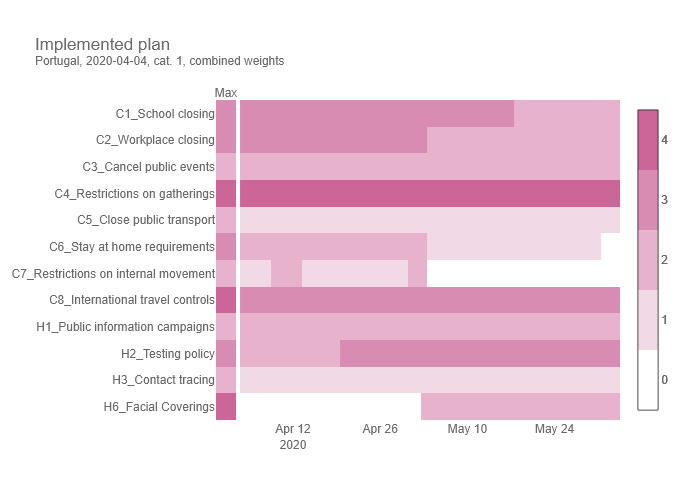 Implemented plan
Portugal, 2020-04-04, cat. 1, combined weights
Max
C1_School closing
C2_Workplace closing
C3_Cancel public events
C4_Restrictions on gatherings
C5_Close public transport
C6_Stay at home requirements
C7_Restrictions on internal movement
C8_International travel controls
H1_Public information campaigns
H2_Testing policy
H3_Contact tracing
H6_Facial Coverings
Apr 12 Apr 26 May 10 May 24
2020
4
3
2
1
0